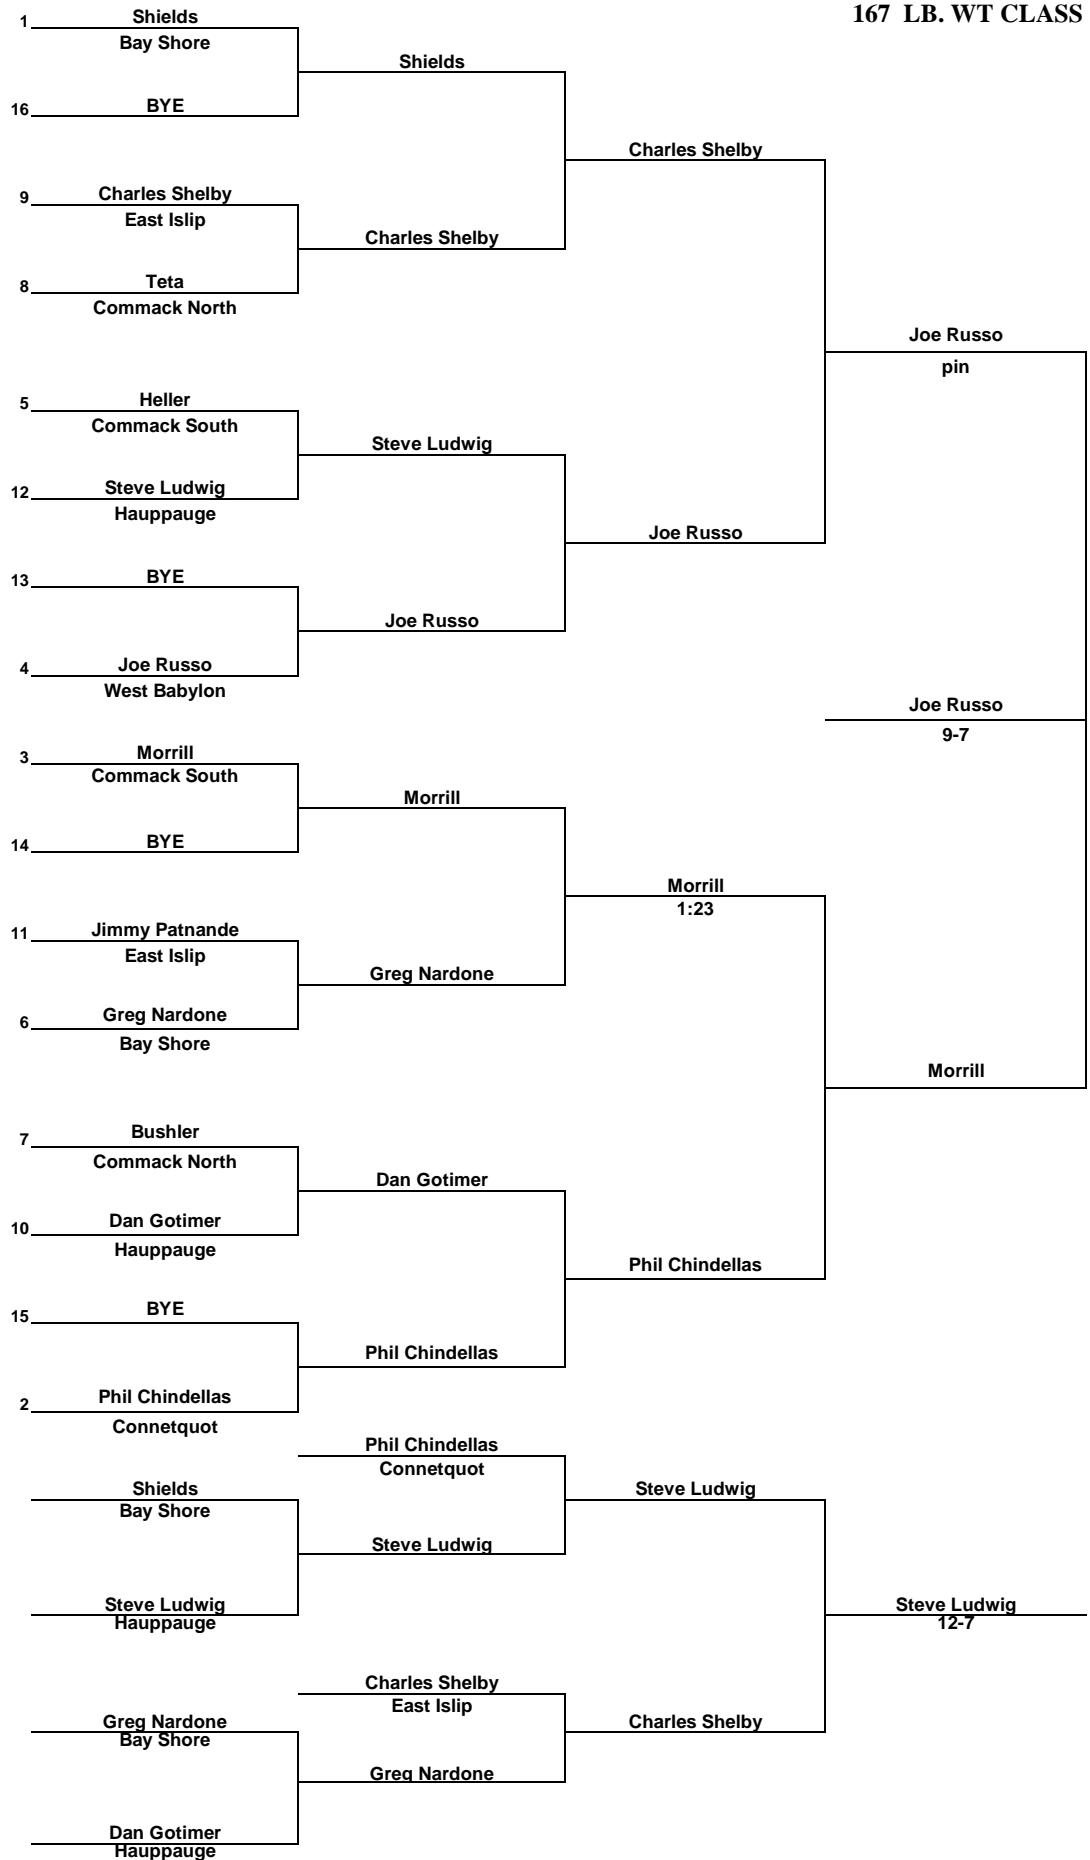 167 LB. WT CLASS
1 Shields
Bay Shore
Shields
16 BYE
Charles Shelby
9 Charles Shelby
East Islip
Charles Shelby
8 Teta
Commack North
Joe Russo
pin
5 Heller
Commack South
Steve Ludwig
12 Steve Ludwig
Hauppauge
Joe Russo
13 BYE
Joe Russo
4 Joe Russo
West Babylon
Joe Russo
9-7
3 Morrill
Commack South
Morrill
14 BYE
Morrill
1:23
11 Jimmy Patnande
East Islip
Greg Nardone
6 Greg Nardone
Bay Shore
Morrill
7 Bushler
Commack North
Dan Gotimer
10 Dan Gotimer
Hauppauge
Phil Chindellas
15 BYE
Phil Chindellas
2 Phil Chindellas
Connetquot
Phil Chindellas
Connetquot
Shields
Bay Shore
Steve Ludwig
Steve Ludwig
Steve Ludwig
Hauppauge
Steve Ludwig
12-7
Charles Shelby
East Islip
Greg Nardone
Bay Shore
Charles Shelby
Greg Nardone
Dan Gotimer
Hauppauge